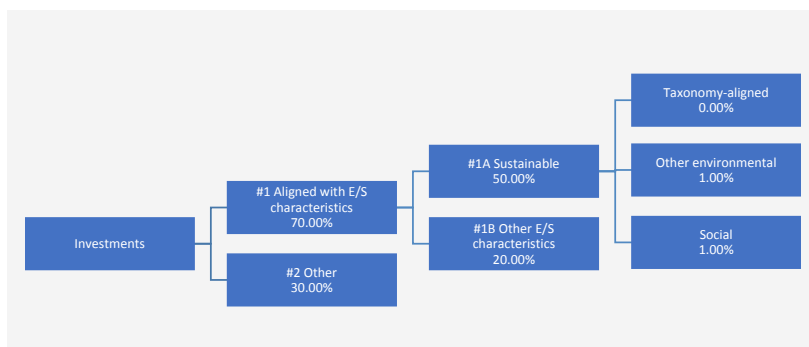 Investments
#1 Aligned with E/S
characteristics
70.00%
#2 Other
30.00%
#1A Sustainable
50.00%
#1B Other E/S
characteristics
20.00%
Taxonomy-aligned
0.00%
Other environmental
1.00%
Social
1.00%